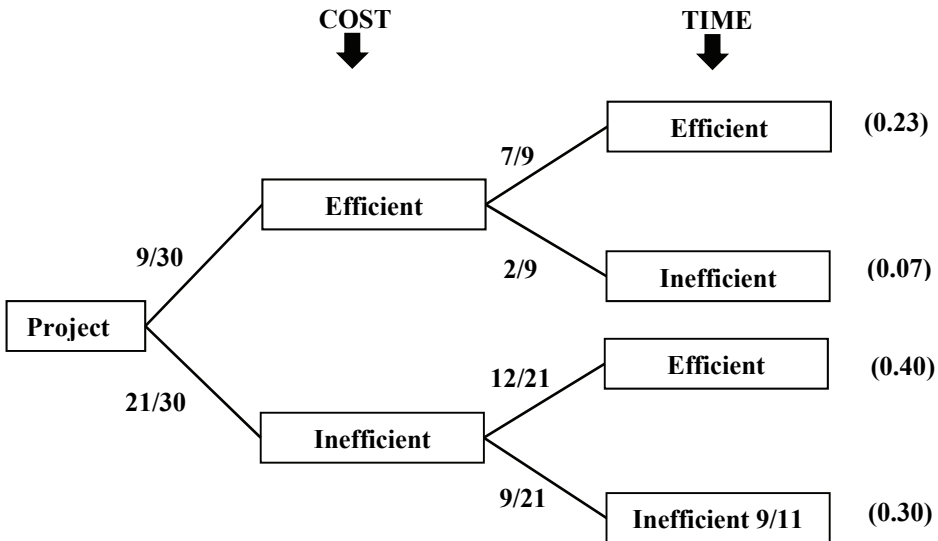 COST TIME
Efficient (0.23)
7/9
Efficient
9/30
2/9
Inefficient (0.07)
Project
Efficient (0.40)
12/21
21/30
Inefficient
9/21
Inefficient 9/11 (0.30)